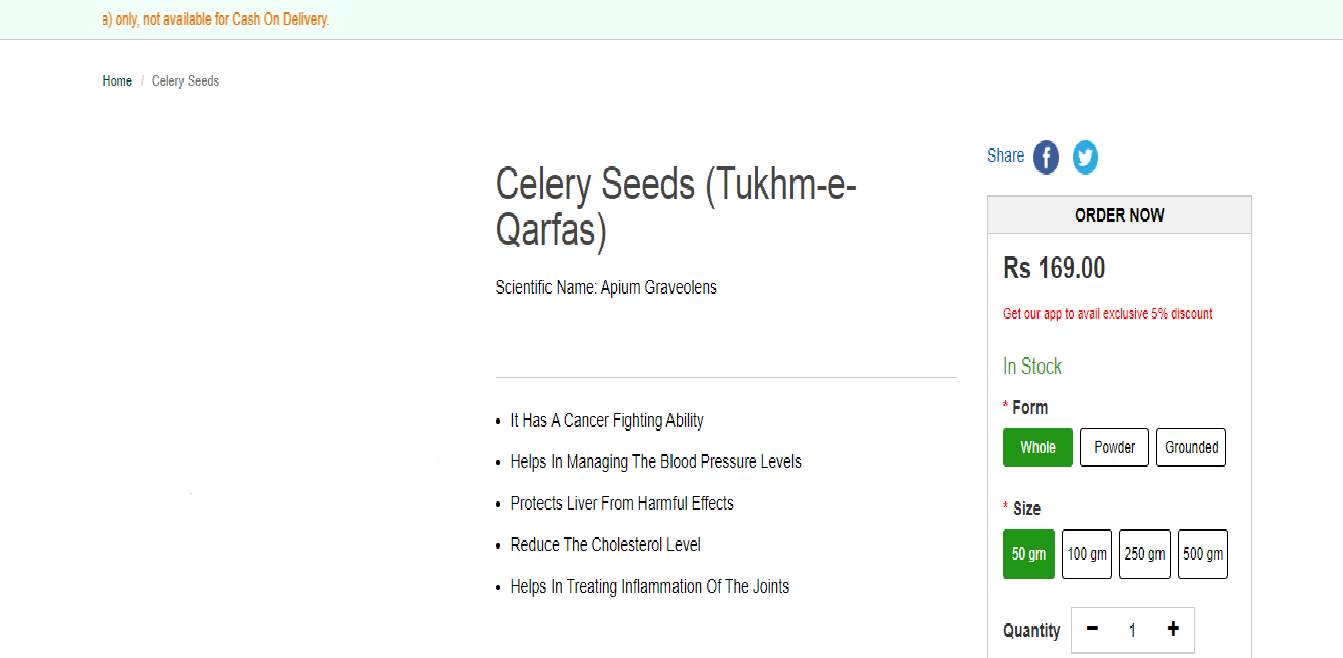 a) only, not available for Cash On Delivery.
Home / Celery Seeds
Share
Celery Seeds (Tukhm-e-
Qarfas)
Scientific Name: Apium Graveolens
• It Has A Cancer Fighting Ability
• Helps In Managing The Blood Pressure Levels
• Protects Liver From Harmful Effects
• Reduce The Cholesterol Level
• Helps In Treating Inflammation Of The Joints
ORDER NOW
Rs 169.00
Get our app to avail exclusive 5% discount
In Stock
* Form
Whole Powder Grounded
* Size
50 gm 100 gm 250 gm 500 gm
Quantity - 1 +